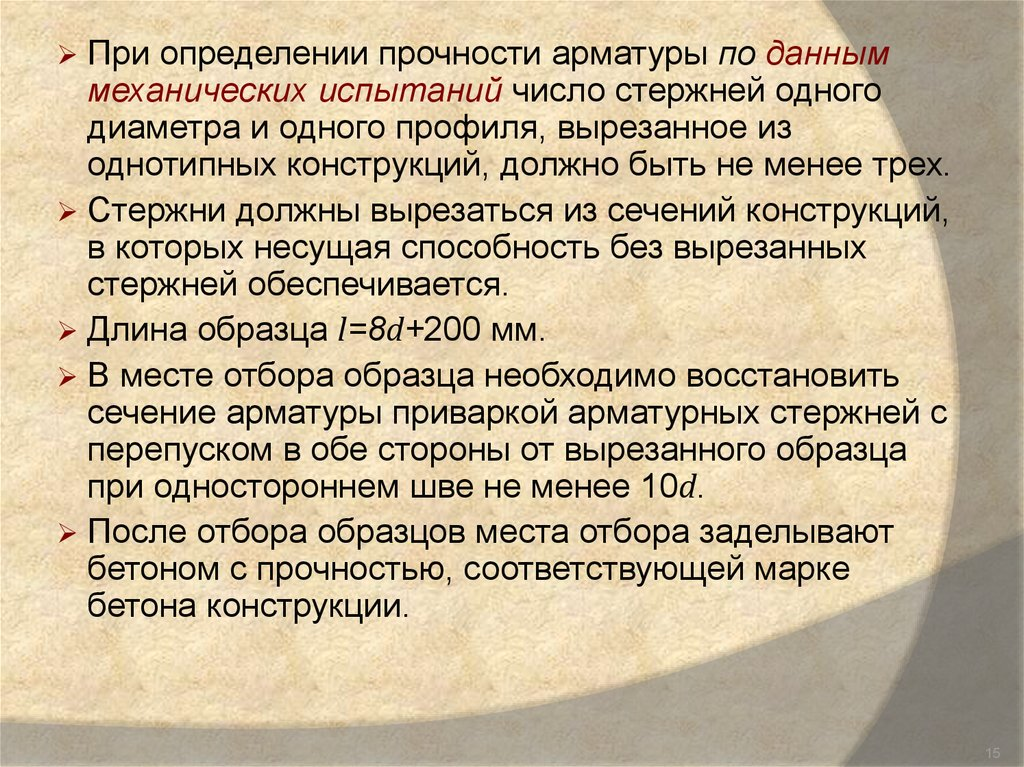 При определении прочности арматуры по данным
механических испытаний число стержней одного
диаметра и одного профиля, вырезанное из
однотипных конструкций, должно быть не менее трех.
Стержни должны вырезаться из сечений конструкций,
в которых несущая способность без вырезанных
стержней обеспечивается.
Длина образца l=8d+200 мм.
В месте отбора образца необходимо восстановить
сечение арматуры приваркой арматурных стержней с
перепуском в обе стороны от вырезанного образца
при одностороннем шве не менее 10d.
После отбора образцов места отбора заделывают
бетоном с прочностью, соответствующей марке
бетона конструкции.
15